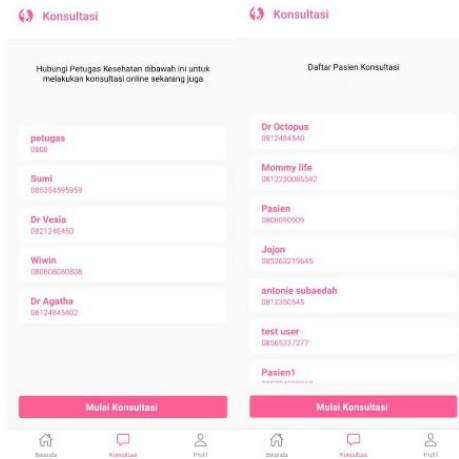 Konsultasi
Hubungi Petugas Kesehatan dibawah ini untuk
melakukan konsultasi online sekarang juga
petugas
0808
Sumi
085354595959
Dr Vexia
0821245450
Wiwin
080808080808
Dr Agatha
08124845402
Mulai Konsultasi
Beranda
Konsultasi
Profil
Konsultasi
Daftar Pasien Konsultasi
Dr Octopus
0812484540
Mommy life
0812230086542
Pasien
0808090909
Jojon
085263219645
antonie subaedah
0812350545
test user
08565337277
Pasien1
Mulai Konsultasi
Beranda
Konsultasi
Profil